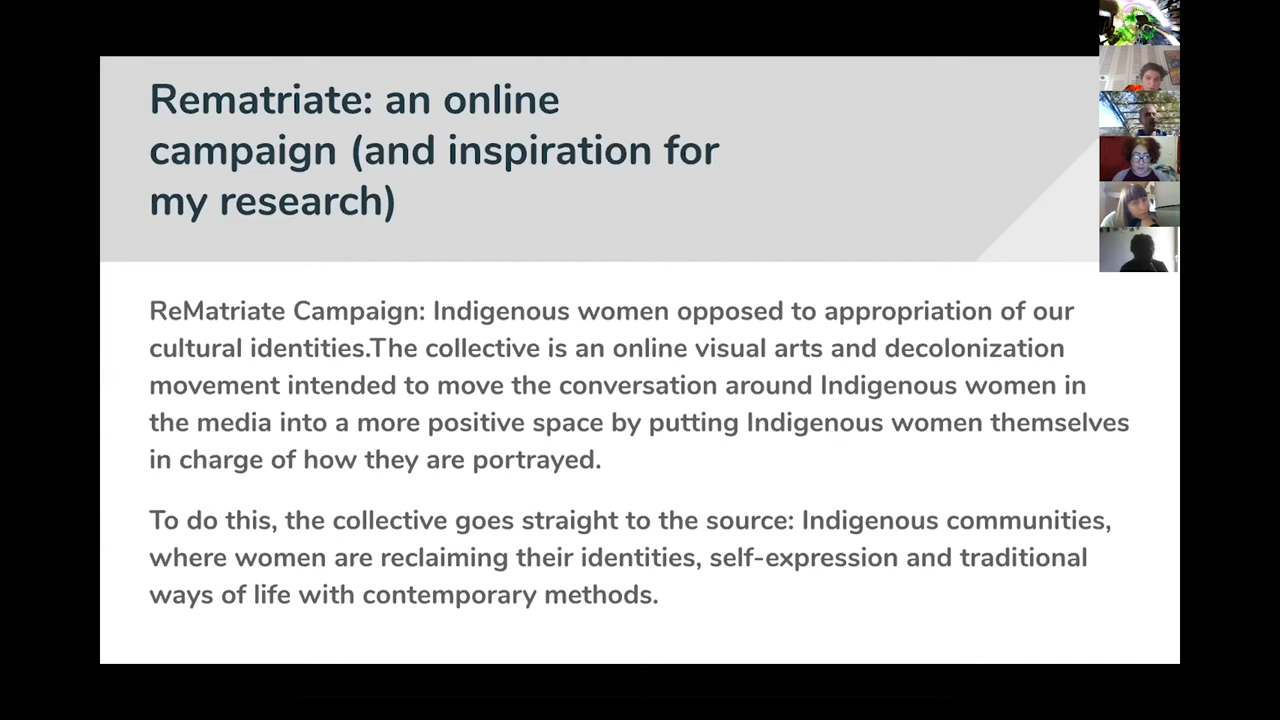 Rematriate: an online
campaign (and inspiration for
my research)
ReMatriate Campaign: Indigenous women opposed to appropriation of our
cultural identities.The collective is an online visual arts and decolonization
movement intended to move the conversation around Indigenous women in
the media into a more positive space by putting Indigenous women themselves
in charge of how they are portrayed.
To do this, the collective goes straight to the source: Indigenous communities,
where women are reclaiming their identities, self-expression and traditional
ways of life with contemporary methods.